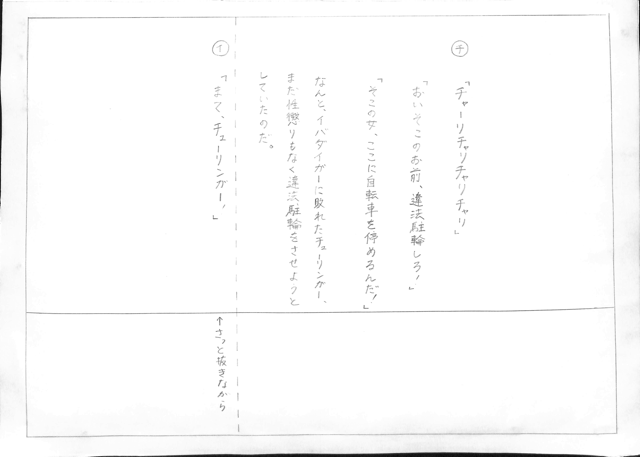 チ
「チャーリチャリチャリチャリ」
「おいそこのお前、違法駐輪しろ！」
「そこの女、ここに自転車を停めるんだ！」
なんと、イバライガーに敗れたチューリンガー、
まだ性懲りもなく違法駐輪をさせようと
していたのだ。
イ
「まて、チューリンガー！」
↑さっと抜きながら